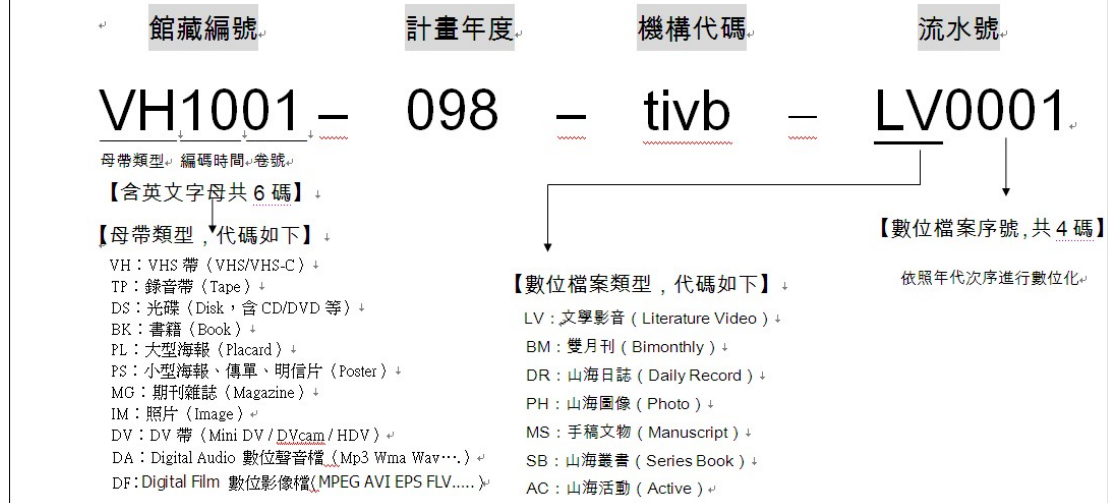 館藏編號 計畫年度 機構代碼 流水號
VH1001 – 098 – tivb – LV0001
母帶類型 編碼時間 卷號
【含英文字母共 6 碼】
【母帶類型，代碼如下】
VH：VHS 帶（VHS/VHS-C）
TP：錄音帶（Tape）
DS：光碟（Disk，含 CD/DVD 等）
BK：書籍（Book）
PL：大型海報（Placard）
PS：小型海報、傳單、明信片（Poster）
MG：期刊雜誌（Magazine）
IM：照片（Image）
DV：DV 帶（Mini DV / DVcam / HDV）
DA：Digital Audio 數位聲音檔（Mp3 Wma Wav….）
DF:Digital Film 數位影像檔(MPEG AVI EPS FLV.....）
【數位檔案類型，代碼如下】
LV：文學影音（Literature Video）
BM：雙月刊（Bimonthly）
DR：山海日誌（Daily Record）
PH：山海圖像（Photo）
MS：手稿文物（Manuscript）
SB：山海叢書（Series Book）
AC：山海活動（Active）
【數位檔案序號,共 4 碼】
依照年代次序進行數位化